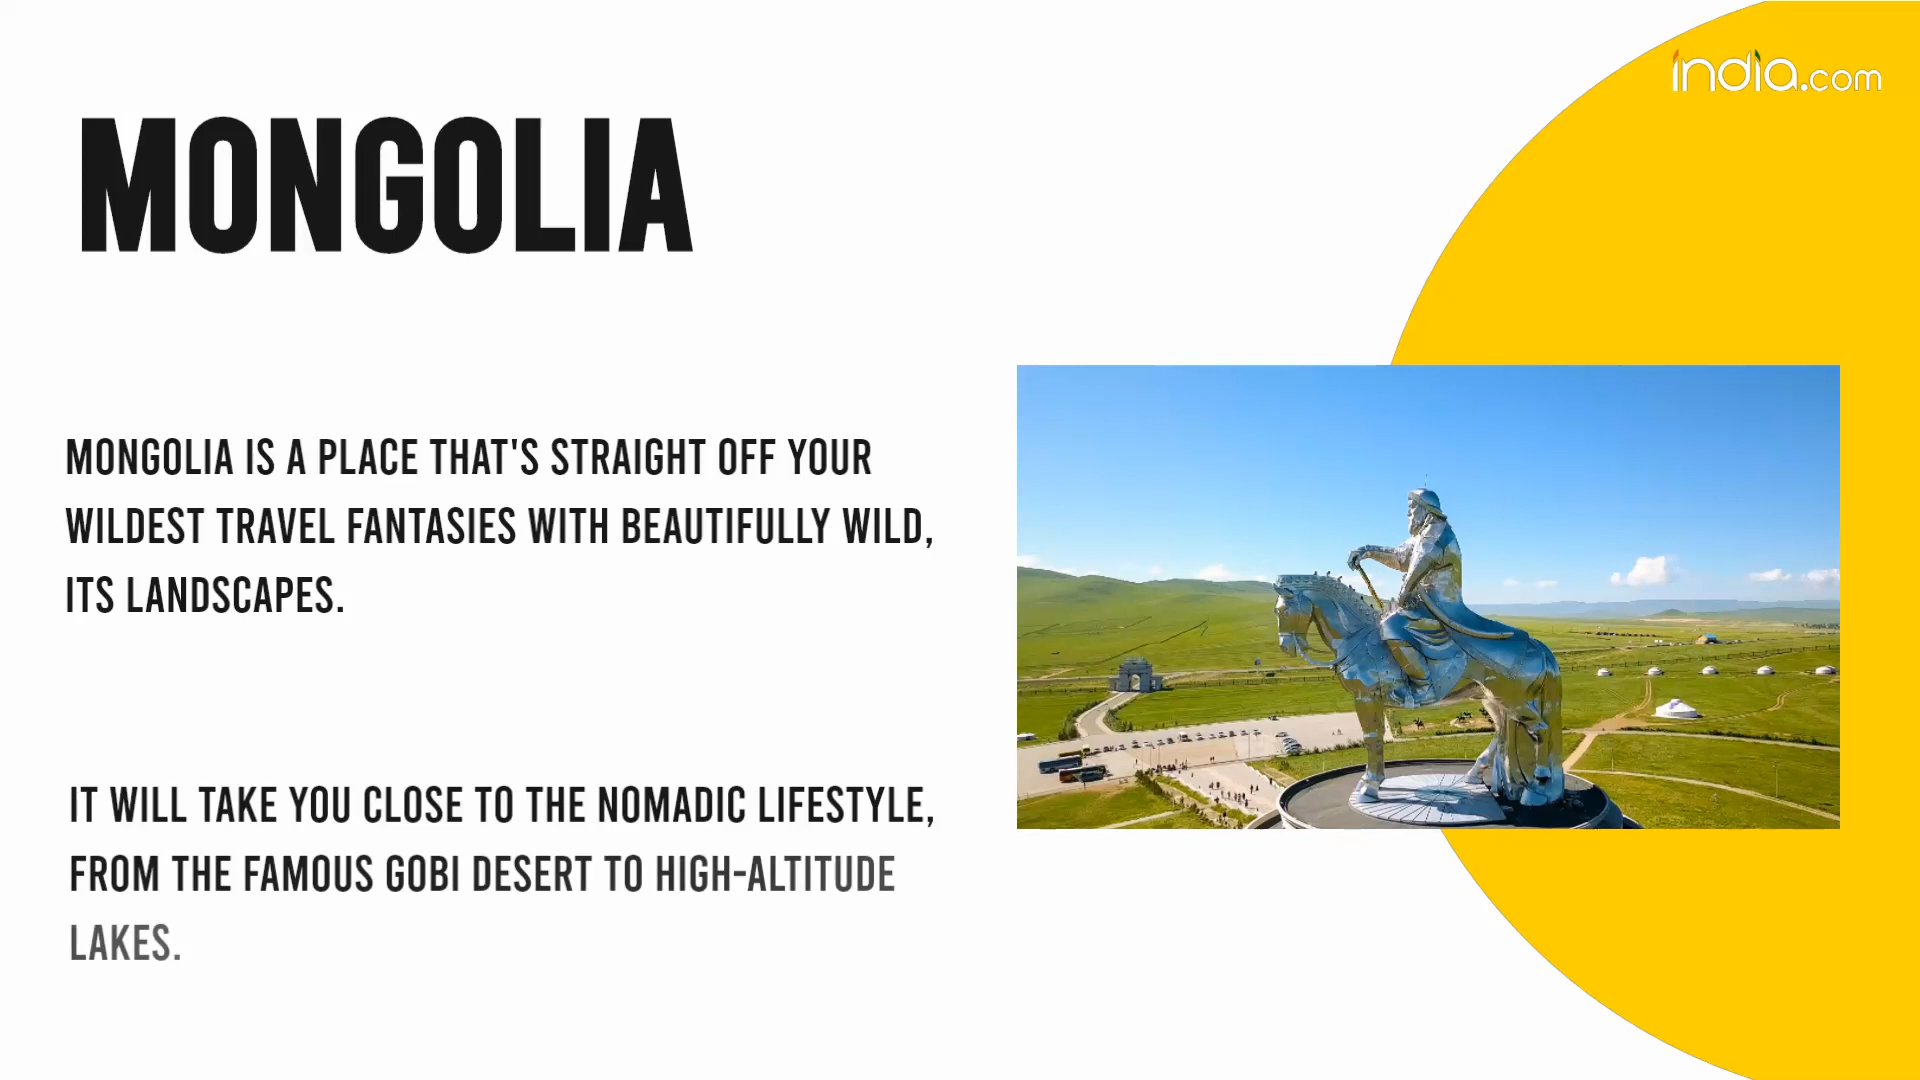 india.com
MONGOLIA
MONGOLIA IS A PLACE THAT'S STRAIGHT OFF YOUR
WILDEST TRAVEL FANTASIES WITH BEAUTIFULLY WILD,
ITS LANDSCAPES.
IT WILL TAKE YOU CLOSE TO THE NOMADIC LIFESTYLE,
FROM THE FAMOUS GOBI DESERT TO HIGH-ALTITUDE
LAKES.